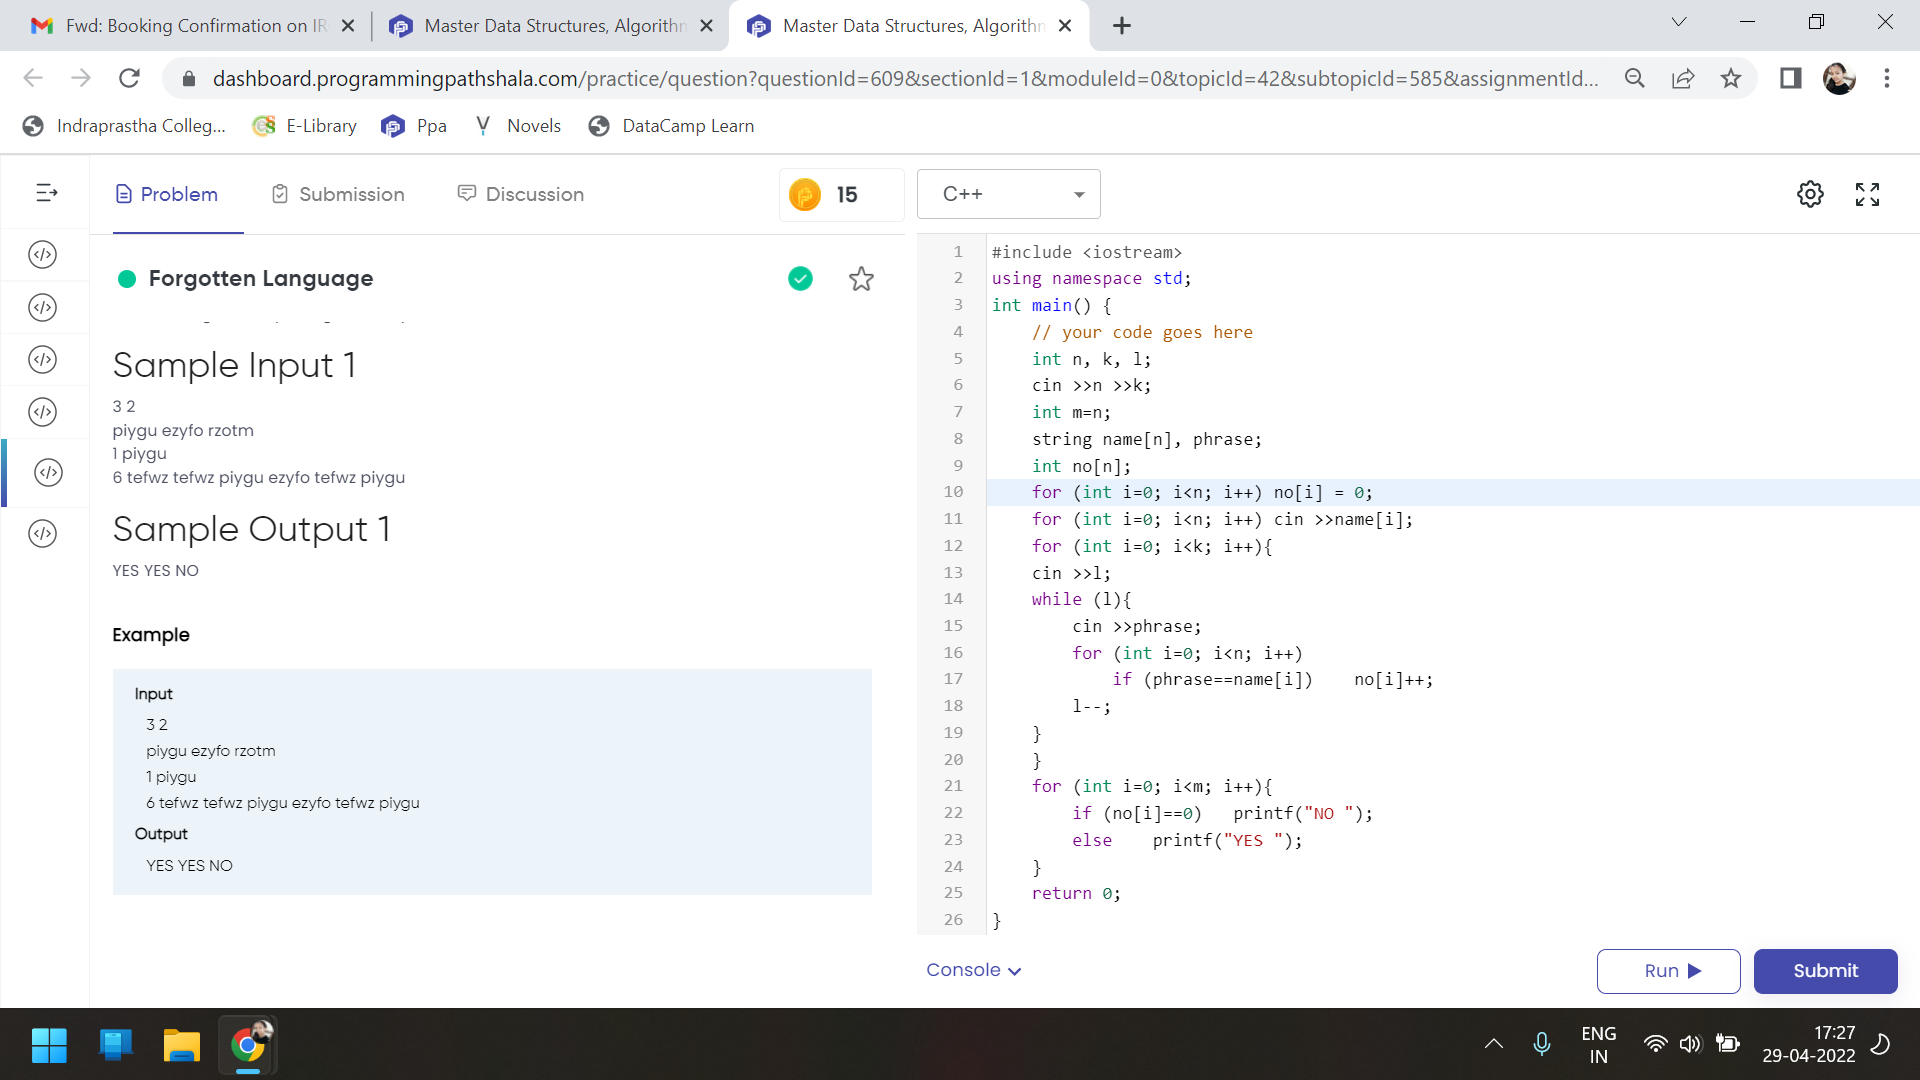 Fwd: Booking Confirmation on IR
Master Data Structures, Algorithm
Master Data Structures, Algorithm
dashboard.programmingpathshala.com/practice/question?questionId=609&sectionId=1&moduleId=0&topicId=42&subtopicId=585&assignmentId...
Indraprastha Colleg...
E-Library
Ppa
Novels
DataCamp Learn
Problem
Submission
Discussion
15
C++
Forgotten Language
Sample Input 1
3 2
piygu ezyfo rzotm
1 piygu
6 tefwz tefwz piygu ezyfo tefwz piygu
Sample Output 1
YES YES NO
Example
Input
3 2
piygu ezyfo rzotm
1 piygu
6 tefwz tefwz piygu ezyfo tefwz piygu
Output
YES YES NO
1 #include <iostream>
2 using namespace std;
3 int main() {
4 // your code goes here
5 int n, k, l;
6 cin >>n >>k;
7 int m=n;
8 string name[n], phrase;
9 int no[n];
10 for (int i=0; i<n; i++) no[i] = 0;
11 for (int i=0; i<n; i++) cin >>name[i];
12 for (int i=0; i<k; i++){
13 cin >>l;
14 while (l){
15 cin >>phrase;
16 for (int i=0; i<n; i++)
17 if (phrase==name[i]) no[i]++;
18 l--;
19 }
20 }
21 for (int i=0; i<m; i++){
22 if (no[i]==0) printf("NO ");
23 else printf("YES ");
24 }
25 return 0;
26 }
Console
Run
Submit
ENG
IN
17:27
29-04-2022